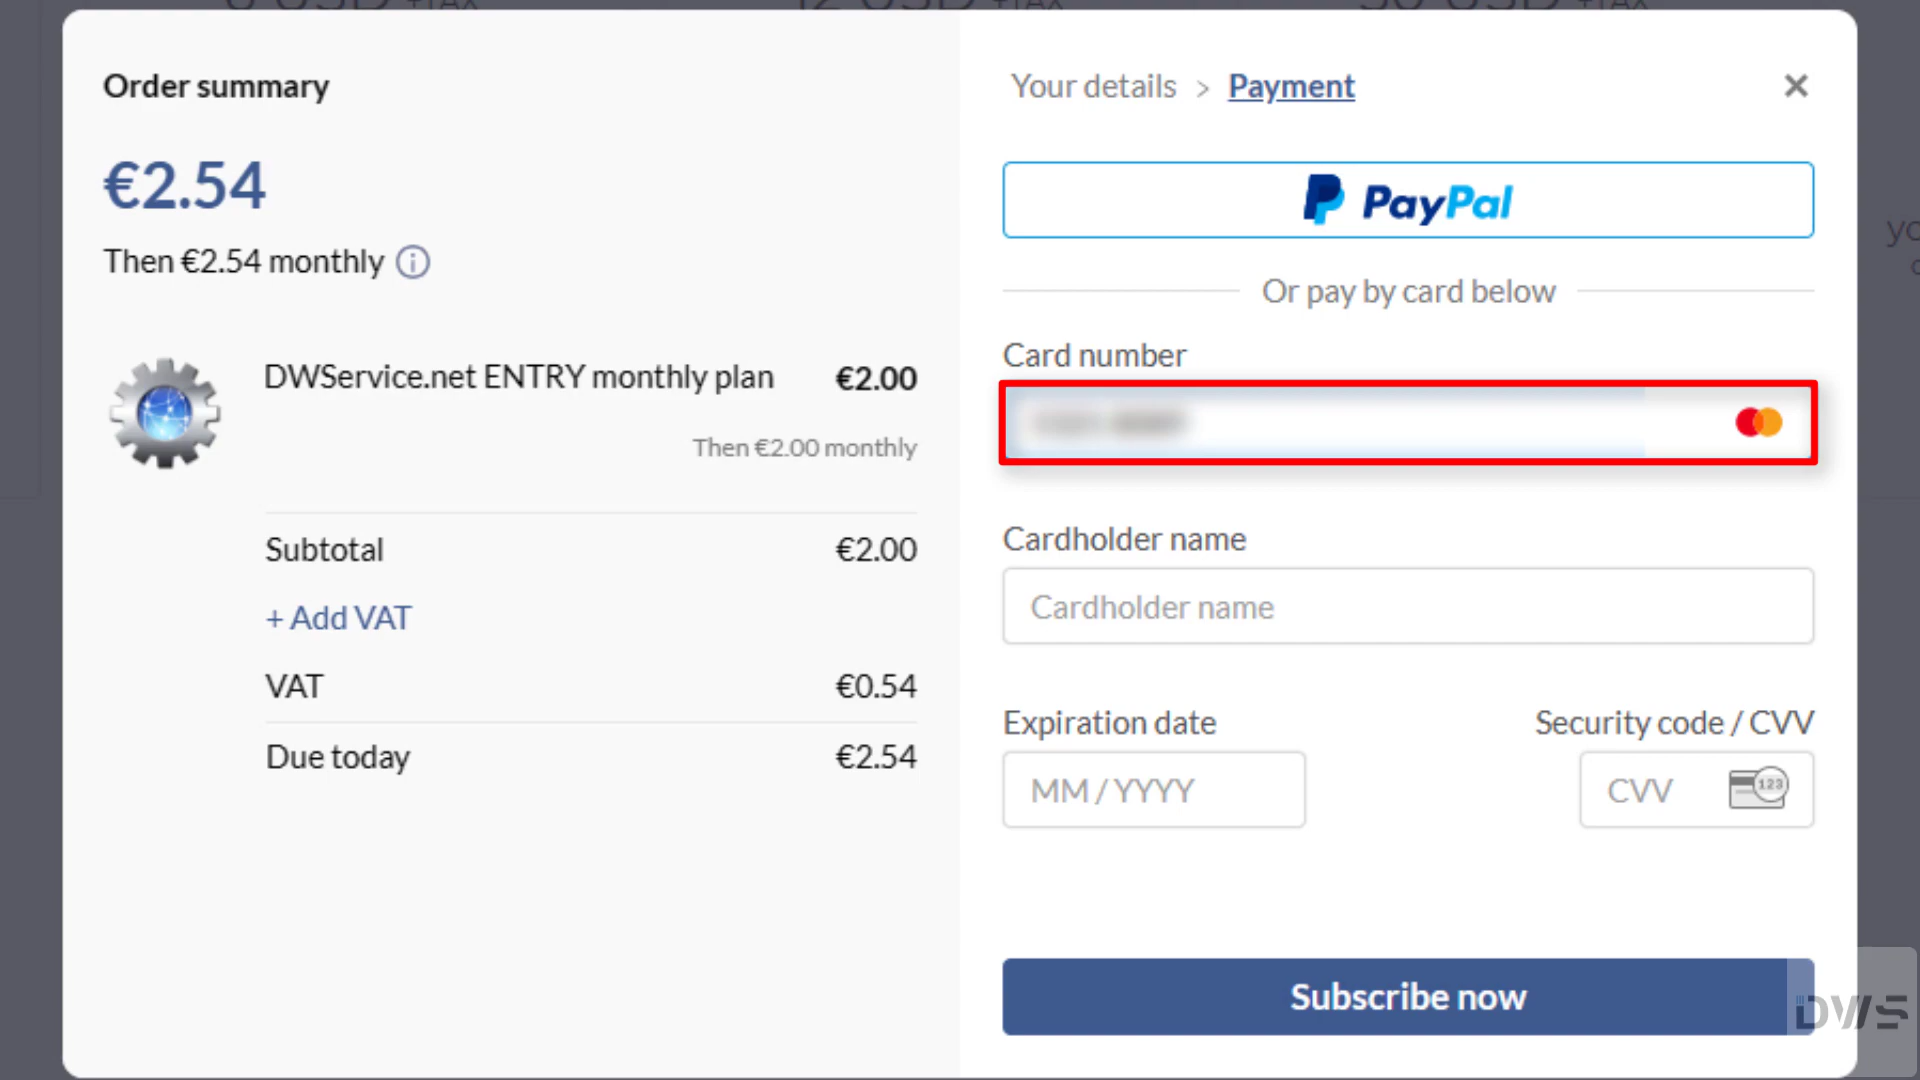 Order summary
€2.54
Then €2.54 monthly
DWService.net ENTRY monthly plan €2.00
Then €2.00 monthly
Subtotal €2.00
+ Add VAT
VAT €0.54
Due today €2.54
Your details > Payment
PayPal
Or pay by card below
Card number
Cardholder name
Cardholder name
Expiration date
MM / YYYY
Security code / CVV
CVV
123
Subscribe now
DWS